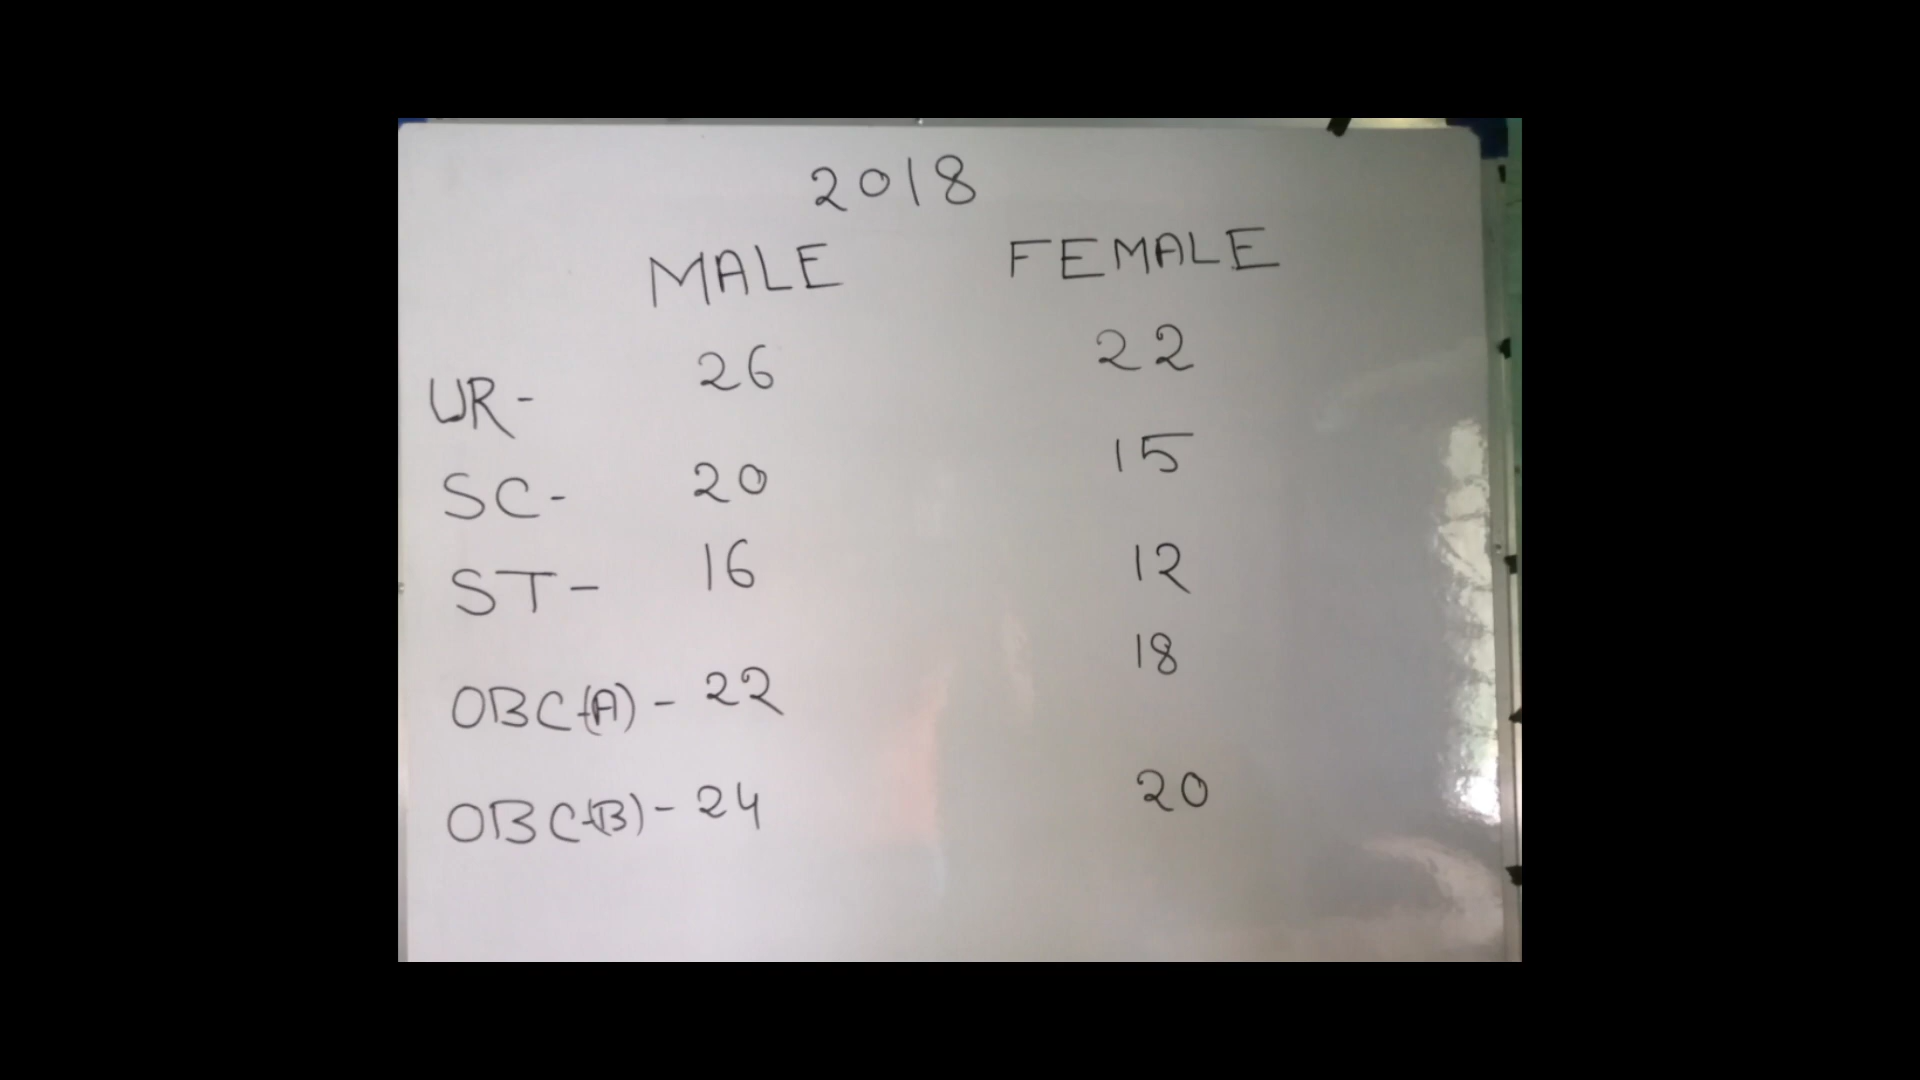 2018
MALE FEMALE
UR- 26 22
SC- 20 15
ST- 16 12
OBC-(A) - 22 18
OBC-(B) - 24 20